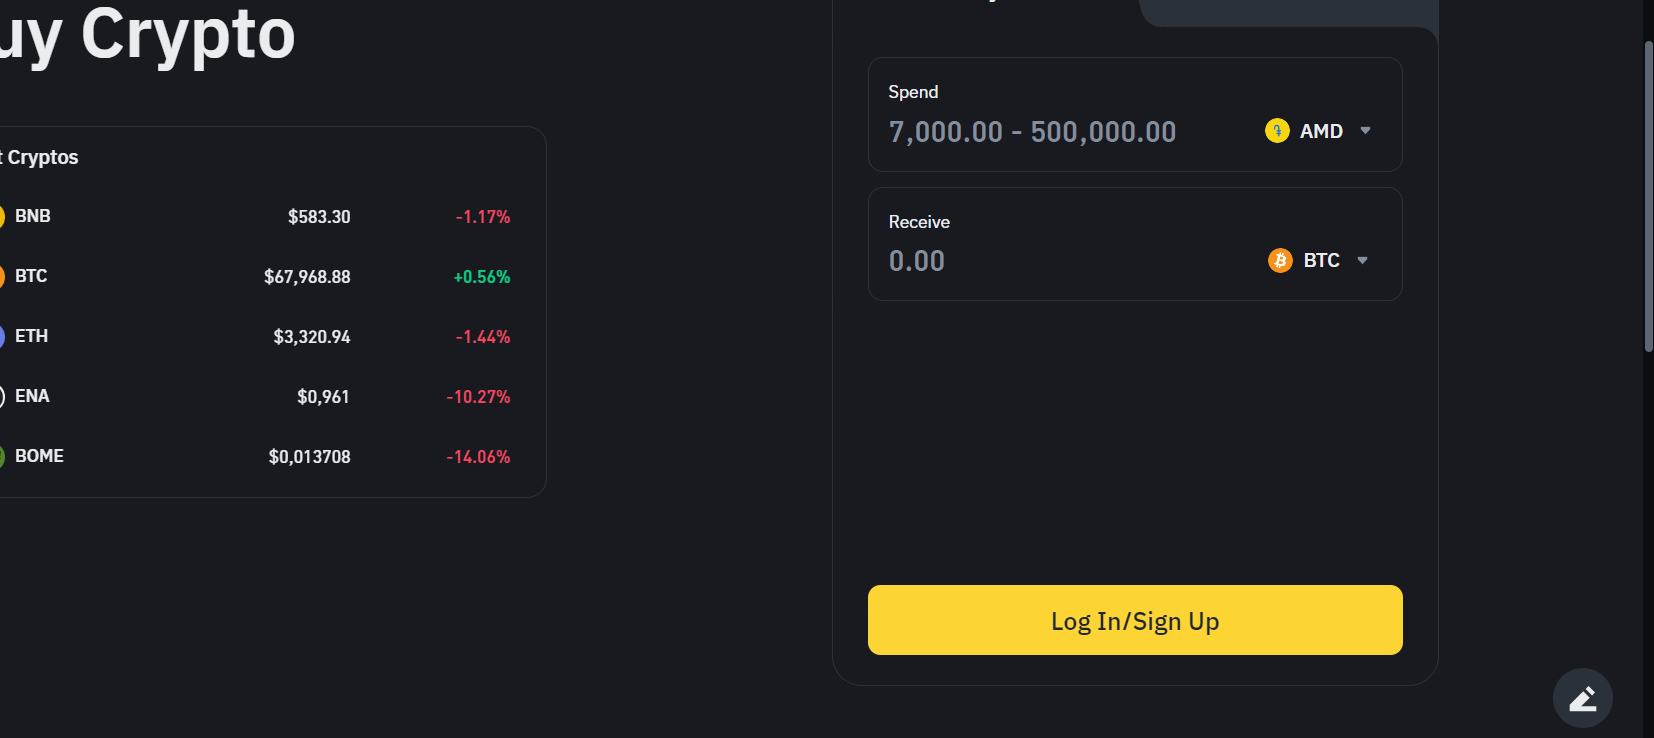 uy Crypto
t Cryptos
BNB $583.30 -1.17%
BTC $67,968.88 +0.56%
ETH $3,320.94 -1.44%
ENA $0,961 -10.27%
BOME $0,013708 -14.06%
Spend
7,000.00 - 500,000.00 AMD
Receive
0.00 BTC
Log In/Sign Up